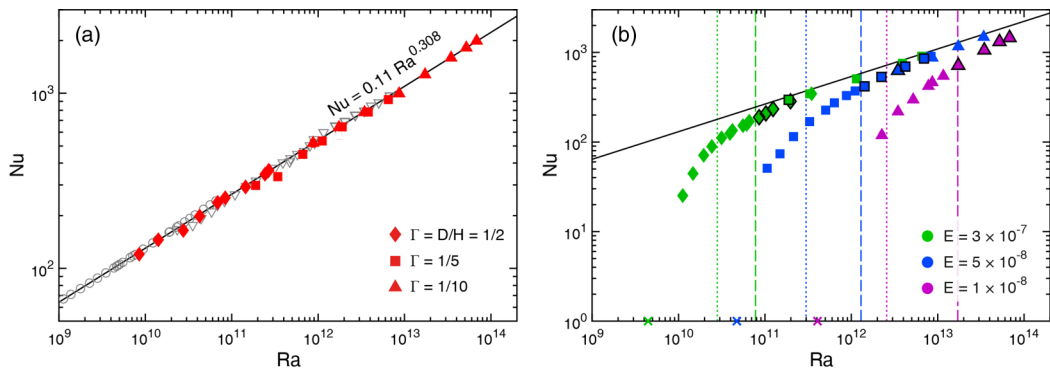 (a)
Nu = 0.11 Ra^0.308
10^3
10^2
Nu
Γ = D/H = 1/2
Γ = 1/5
Γ = 1/10
10^9 10^10 10^11 10^12 10^13 10^14
Ra
(b)
10^3
10^2
10^1
10^0
Nu
E = 3 × 10^-7
E = 5 × 10^-8
E = 1 × 10^-8
10^9 10^10 10^11 10^12 10^13 10^14
Ra